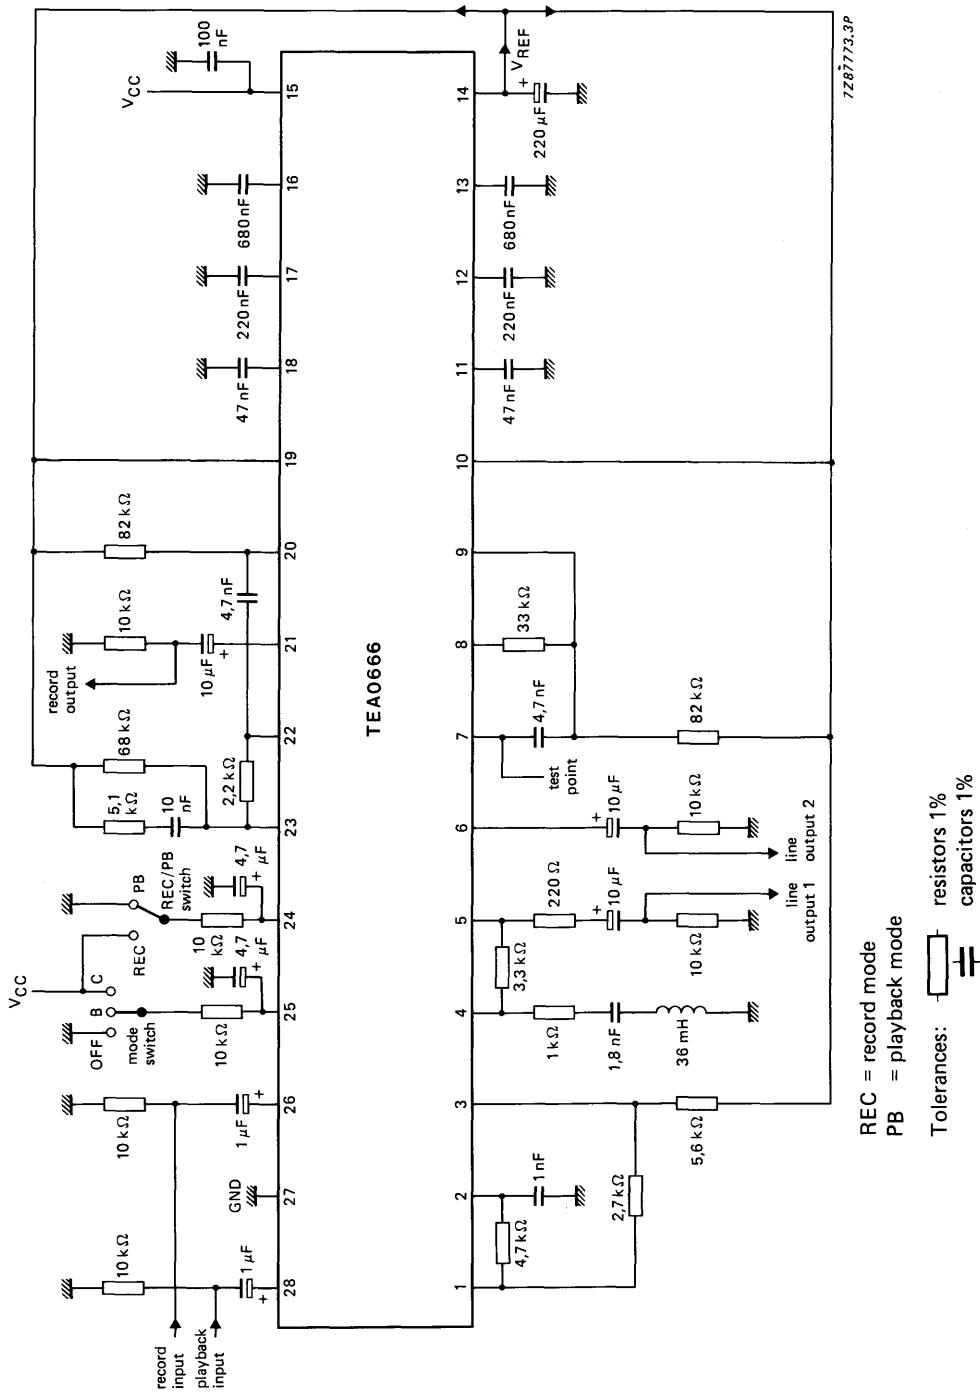 record
input
playback
input
10 kΩ
1 µF
+
28
GND
27
10 kΩ
1 µF
+
26
VCC
OFF
B
C
mode
switch
10 kΩ
4,7
µF
+
25
REC
PB
REC/PB
switch
10
kΩ
4,7
µF
+
24
5,1
kΩ
10
nF
68 kΩ
23
2,2 kΩ
22
record
output
10 kΩ
10 µF
+
21
4,7 nF
82 kΩ
20
19
47 nF
18
220 nF
17
680 nF
16
VCC
100
nF
15
TEA0666
1
4,7 kΩ
2
1 nF
2,7 kΩ
3
5,6 kΩ
4
1 kΩ
1,8 nF
36 mH
3,3 kΩ
5
220 Ω
+
10 µF
10 kΩ
line
output 1
6
+
10 µF
10 kΩ
line
output 2
7
test
point
4,7 nF
82 kΩ
8
33 kΩ
9
10
11
47 nF
12
220 nF
13
680 nF
14
VREF
+
220 µF
7Z87773.3P
REC = record mode
PB = playback mode
Tolerances: resistors 1%
capacitors 1%